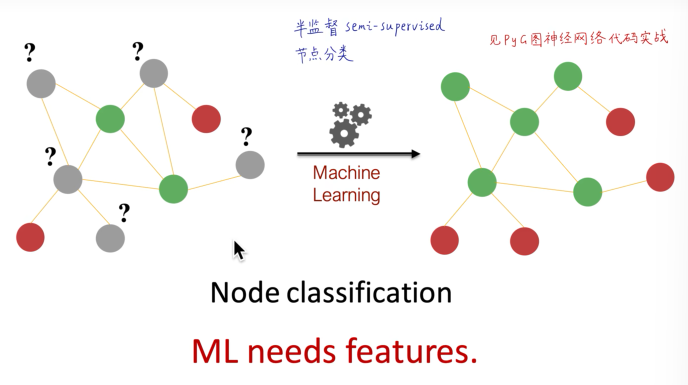 半监督 semi-supervised
节点分类
见PyG图神经网络代码实战
?
?
?
?
?
Machine
Learning
Node classification
ML needs features.